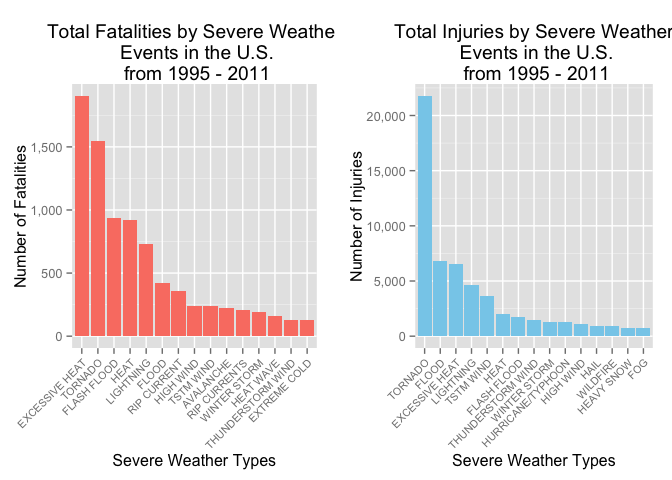 Total Fatalities by Severe Weathe
Events in the U.S.
from 1995 - 2011
Number of Fatalities
1,500
1,000
500
0
EXCESSIVE HEAT
TORNADO
FLASH FLOOD
HEAT
LIGHTNING
FLOOD
RIP CURRENT
HIGH WIND
TSTM WIND
AVALANCHE
RIP CURRENTS
WINTER STORM
HEAT WAVE
THUNDERSTORM WIND
EXTREME COLD
Severe Weather Types
Total Injuries by Severe Weather
Events in the U.S.
from 1995 - 2011
Number of Injuries
20,000
15,000
10,000
5,000
0
TORNADO
FLOOD
EXCESSIVE HEAT
LIGHTNING
TSTM WIND
HEAT
FLASH FLOOD
THUNDERSTORM WIND
WINTER STORM
HURRICANE/TYPHOON
HIGH WIND
HAIL
WILDFIRE
HEAVY SNOW
FOG
Severe Weather Types